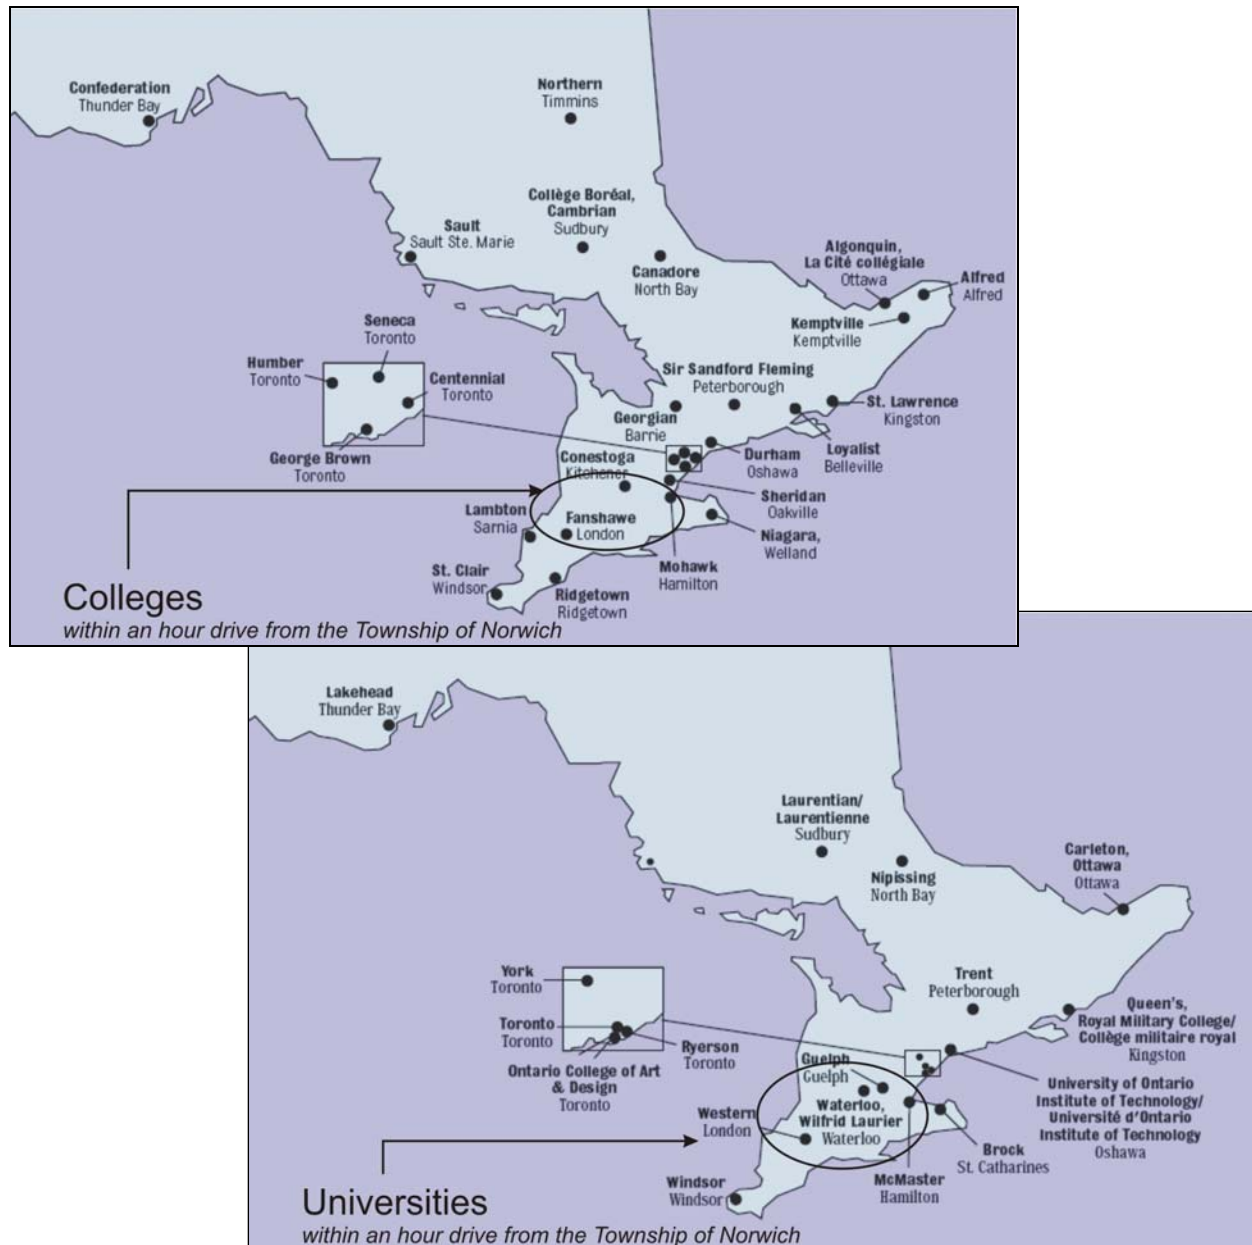 Confederation
Thunder Bay
Northern
Timmins
Collège Boréal,
Cambrian
Sudbury
Sault
Sault Ste. Marie
Canadore
North Bay
Algonquin,
La Cité collégiale
Ottawa
Alfred
Alfred
Kemptville
Kemptville
Seneca
Toronto
Humber
Toronto
Centennial
Toronto
George Brown
Toronto
Sir Sandford Fleming
Peterborough
Georgian
Barrie
St. Lawrence
Kingston
Loyalist
Belleville
Durham
Oshawa
Conestoga
Kitchener
Sheridan
Oakville
Lambton
Sarnia
Fanshawe
London
Niagara,
Welland
Mohawk
Hamilton
St. Clair
Windsor
Ridgetown
Ridgetown
Colleges
within an hour drive from the Township of Norwich
Lakehead
Thunder Bay
Laurentian/
Laurentienne
Sudbury
Nipissing
North Bay
Carleton,
Ottawa
Ottawa
York
Toronto
Toronto
Toronto
Ryerson
Toronto
Ontario College of Art
& Design
Toronto
Trent
Peterborough
Queen's,
Royal Military College/
Collège militaire royal
Kingston
Guelph
Guelph
University of Ontario
Institute of Technology/
Université d'Ontario
Institute of Technology
Oshawa
Waterloo,
Wilfrid Laurier
Waterloo
Western
London
Brock
St. Catharines
McMaster
Hamilton
Windsor
Windsor
Universities
within an hour drive from the Township of Norwich